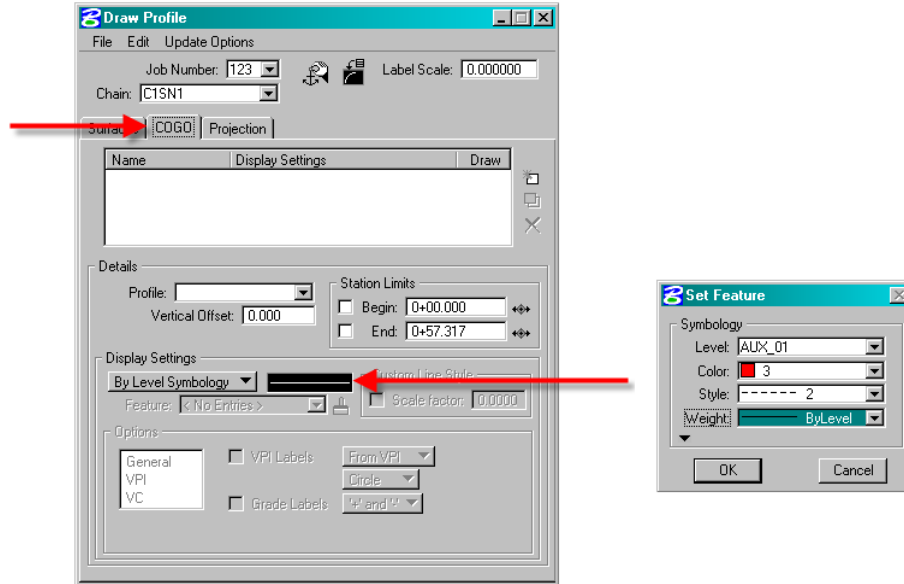 Draw Profile
File Edit Update Options
Job Number: 123 Label Scale: 0.000000
Chain: C1SN1
Surfaces COGO Projection
Name Display Settings Draw
Details
Profile:
Vertical Offset: 0.000
Station Limits
Begin: 0+00.000
End: 0+57.317
Display Settings
By Level Symbology
Custom Line Style
Feature: < No Entries > Scale factor: 0.0000
Options
General
VPI
VC
VPI Labels From VPI
Circle
Grade Labels '+' and '-'
Set Feature
Symbology
Level: AUX_01
Color: 3
Style: 2
Weight: ByLevel
OK Cancel